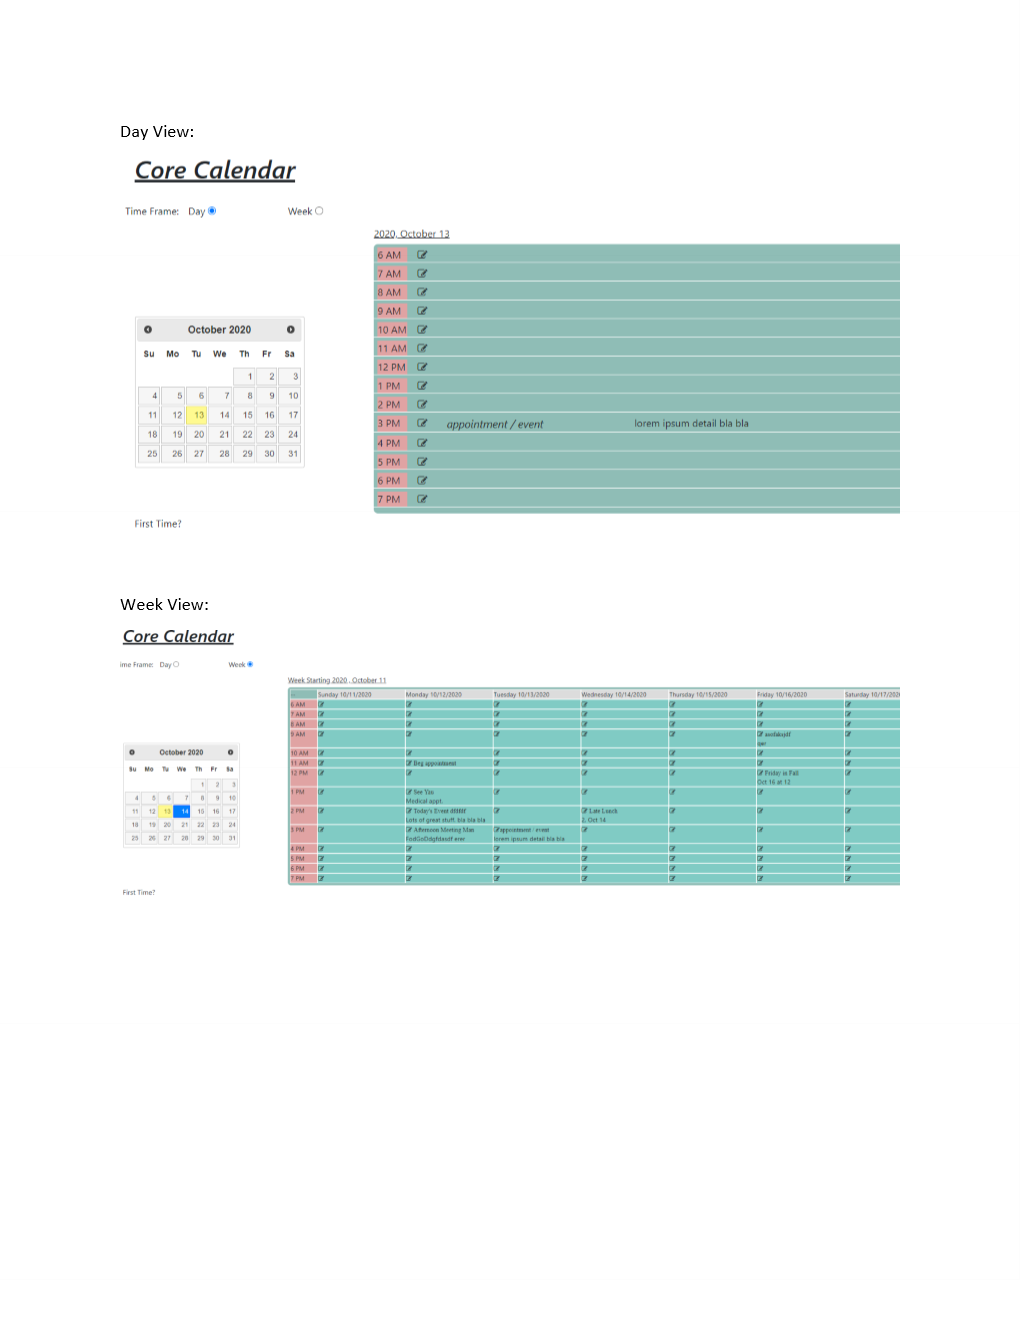 Day View:
Core Calendar
Time Frame: Day Week
2020, October 13
6 AM
7 AM
8 AM
9 AM
10 AM
11 AM
12 PM
1 PM
2 PM
3 PM appointment / event lorem ipsum detail bla bla
4 PM
5 PM
6 PM
7 PM
October 2020
Su Mo Tu We Th Fr Sa
1 2 3
4 5 6 7 8 9 10
11 12 13 14 15 16 17
18 19 20 21 22 23 24
25 26 27 28 29 30 31
First Time?
Week View:
Core Calendar
ime Frame: Day Week
Week Starting 2020 , October 11
Sunday 10/11/2020 Monday 10/12/2020 Tuesday 10/13/2020 Wednesday 10/14/2020 Thursday 10/15/2020 Friday 10/16/2020 Saturday 10/17/202
6 AM
7 AM
8 AM
9 AM
10 AM
11 AM Beg appointment
12 PM Friday in Fall
Oct 16 at 12
1 PM See You
Medical appt.
2 PM Today's Event Late Lunch
Lots of great stuff. bla bla bla 2, Oct 14
3 PM Afternoon Meeting Man appointment / event
lorem ipsum detail bla bla
4 PM
5 PM
6 PM
7 PM
October 2020
Su Mo Tu We Th Fr Sa
1 2 3
4 5 6 7 8 9 10
11 12 13 14 15 16 17
18 19 20 21 22 23 24
25 26 27 28 29 30 31
First Time?